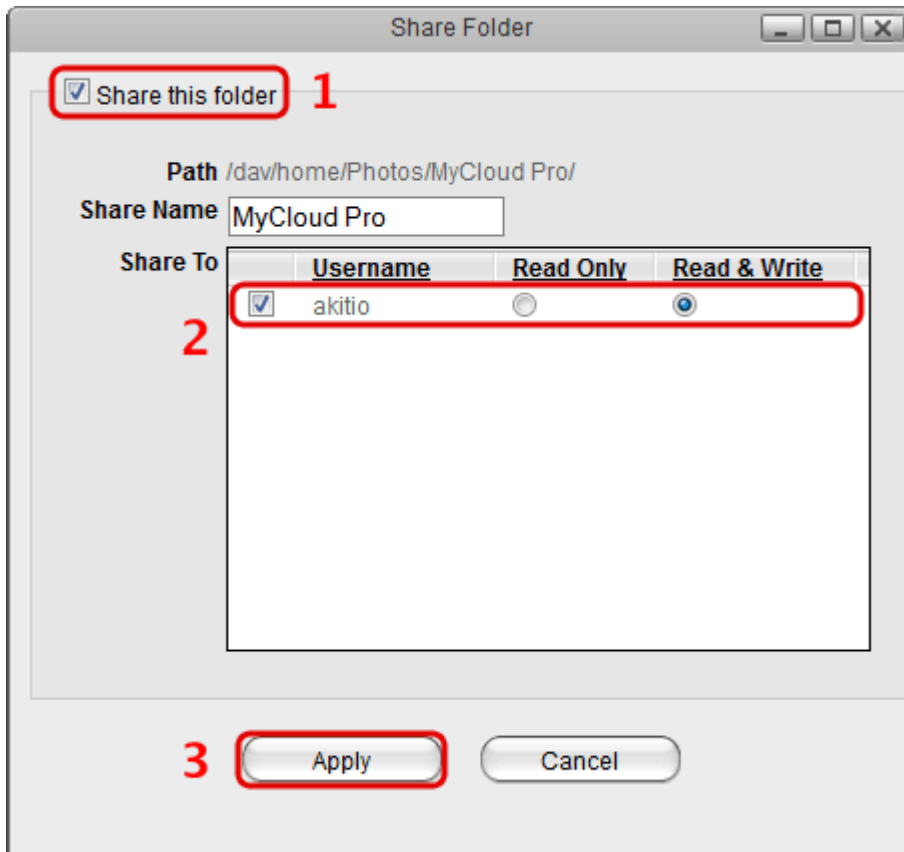 Share Folder
Share this folder 1
Path /dav/home/Photos/MyCloud Pro/
Share Name MyCloud Pro
Share To
Username Read Only Read & Write
akitio
2
3 Apply Cancel